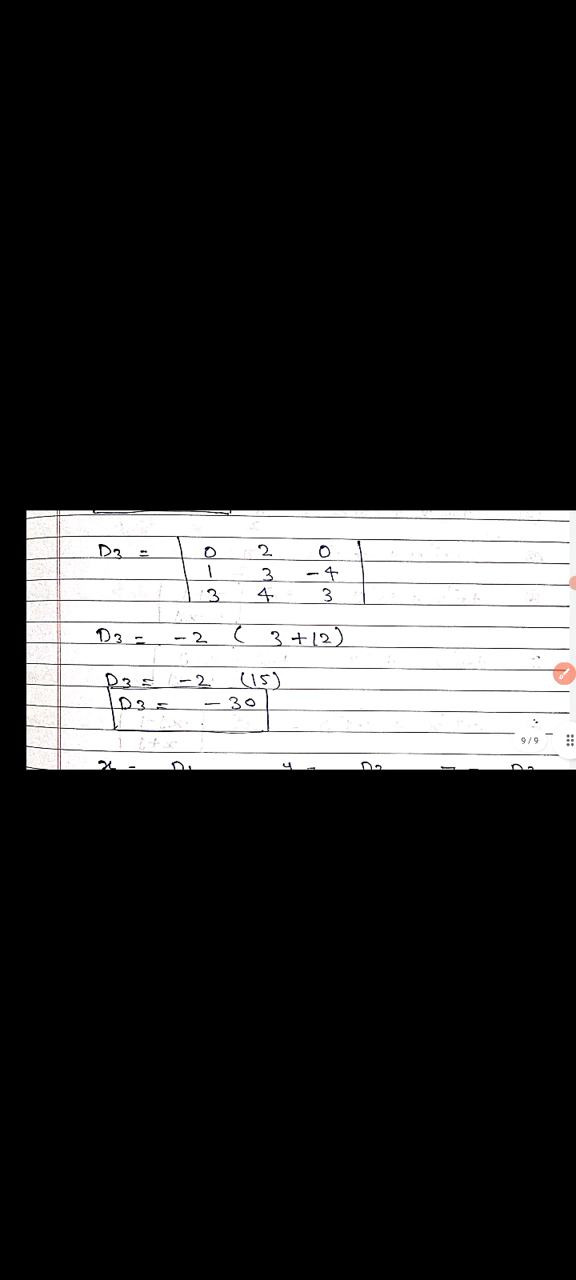 D3 = | 0 2 0 |
| 1 3 -4 |
| 3 4 3 |
D3 = -2 ( 3 + 12)
D3 = -2 (15)
D3 = - 30
9 / 9